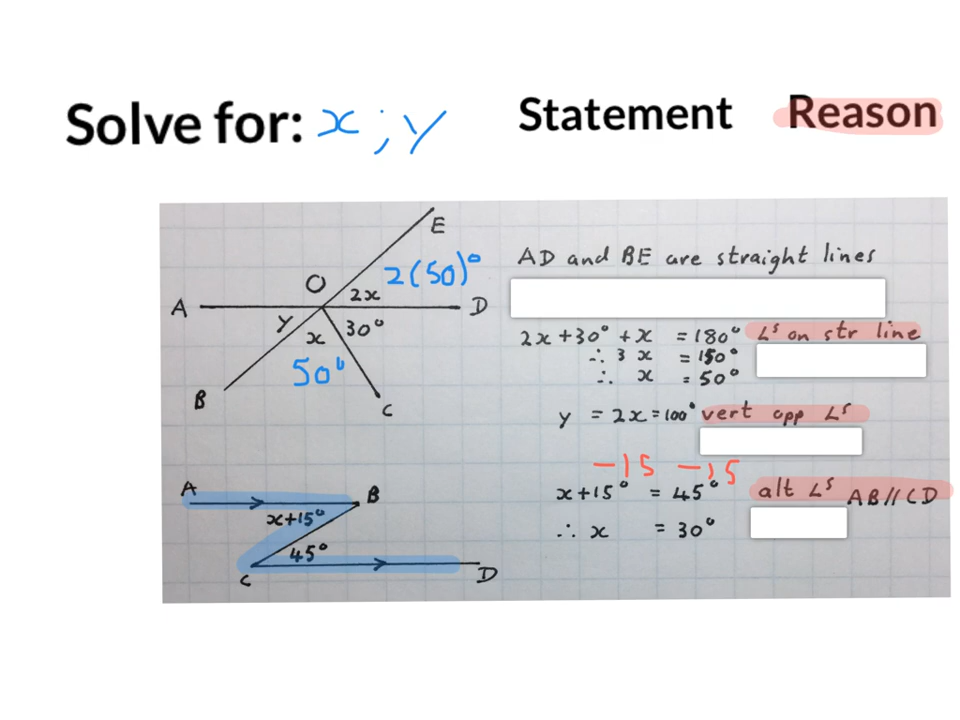 Solve for: x ; y
Statement Reason
E
2(50)°
O
2x
A
D
y
x
30°
50°
B
C
AD and BE are straight lines
2x + 30° + x = 180° ∠ˢ on str line
∴ 3x = 150°
∴ x = 50°
y = 2x = 100° vert opp ∠ˢ
-15 -15
x + 15° = 45° alt ∠ˢ AB // CD
∴ x = 30°
A
B
x+15°
45°
C
D